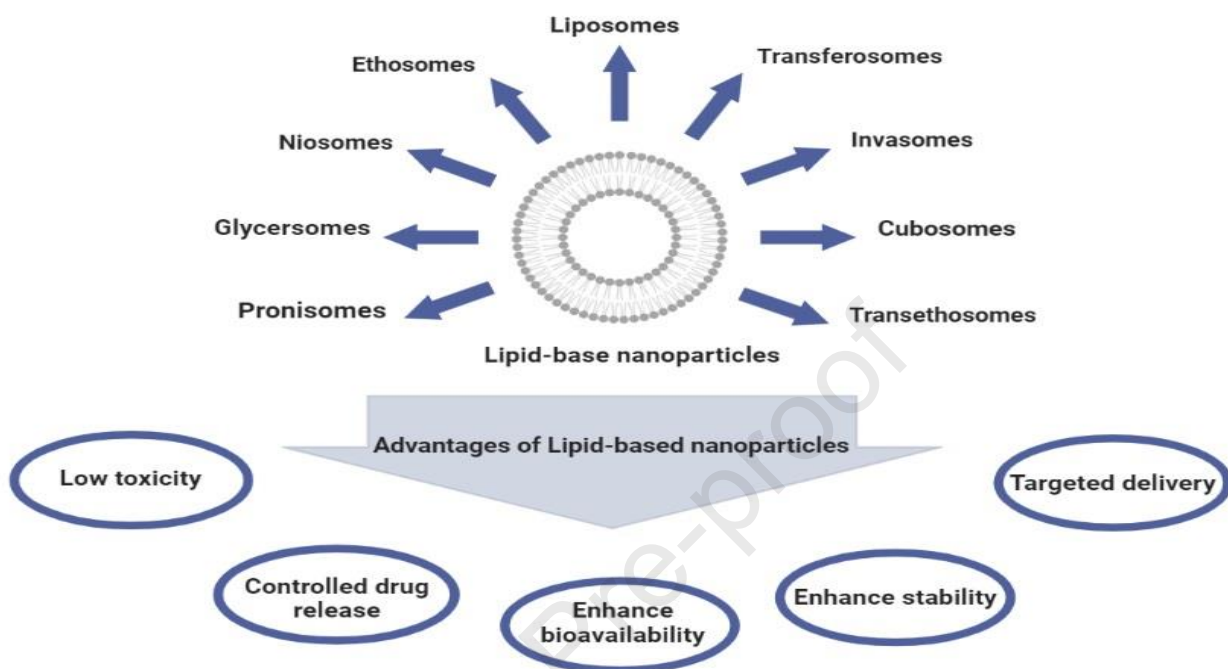 Liposomes
Ethosomes
Transferosomes
Niosomes
Invasomes
Glycersomes
Cubosomes
Pronisomes
Transethosomes
Lipid-base nanoparticles
Advantages of Lipid-based nanoparticles
Low toxicity
Targeted delivery
Controlled drug
release
Enhance
bioavailability
Enhance stability
Pre-proof